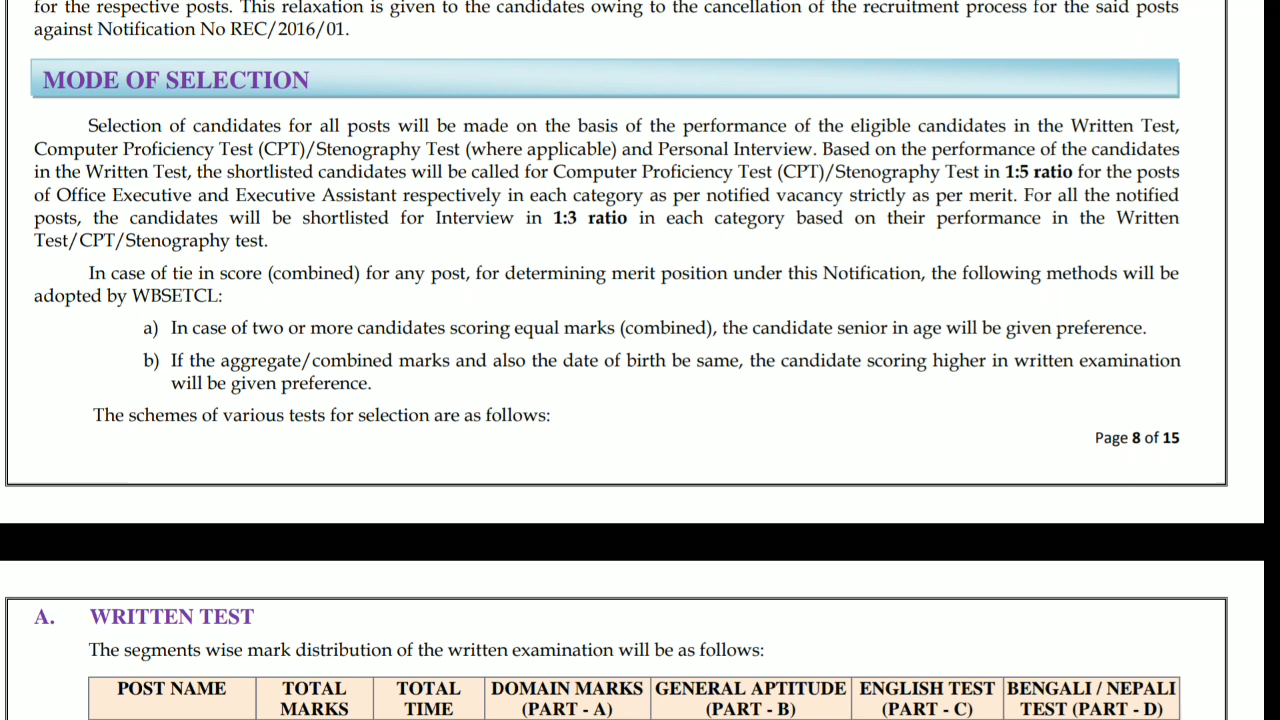 for the respective posts. This relaxation is given to the candidates owing to the cancellation of the recruitment process for the said posts
against Notification No REC/2016/01.
MODE OF SELECTION
Selection of candidates for all posts will be made on the basis of the performance of the eligible candidates in the Written Test,
Computer Proficiency Test (CPT)/Stenography Test (where applicable) and Personal Interview. Based on the performance of the candidates
in the Written Test, the shortlisted candidates will be called for Computer Proficiency Test (CPT)/Stenography Test in 1:5 ratio for the posts
of Office Executive and Executive Assistant respectively in each category as per notified vacancy strictly as per merit. For all the notified
posts, the candidates will be shortlisted for Interview in 1:3 ratio in each category based on their performance in the Written
Test/CPT/Stenography test.
In case of tie in score (combined) for any post, for determining merit position under this Notification, the following methods will be
adopted by WBSETCL:
a) In case of two or more candidates scoring equal marks (combined), the candidate senior in age will be given preference.
b) If the aggregate/combined marks and also the date of birth be same, the candidate scoring higher in written examination
will be given preference.
The schemes of various tests for selection are as follows:
Page 8 of 15
A. WRITTEN TEST
The segments wise mark distribution of the written examination will be as follows:
POST NAME TOTAL TOTAL DOMAIN MARKS GENERAL APTITUDE ENGLISH TEST BENGALI / NEPALI
MARKS TIME (PART - A) (PART - B) (PART - C) TEST (PART - D)